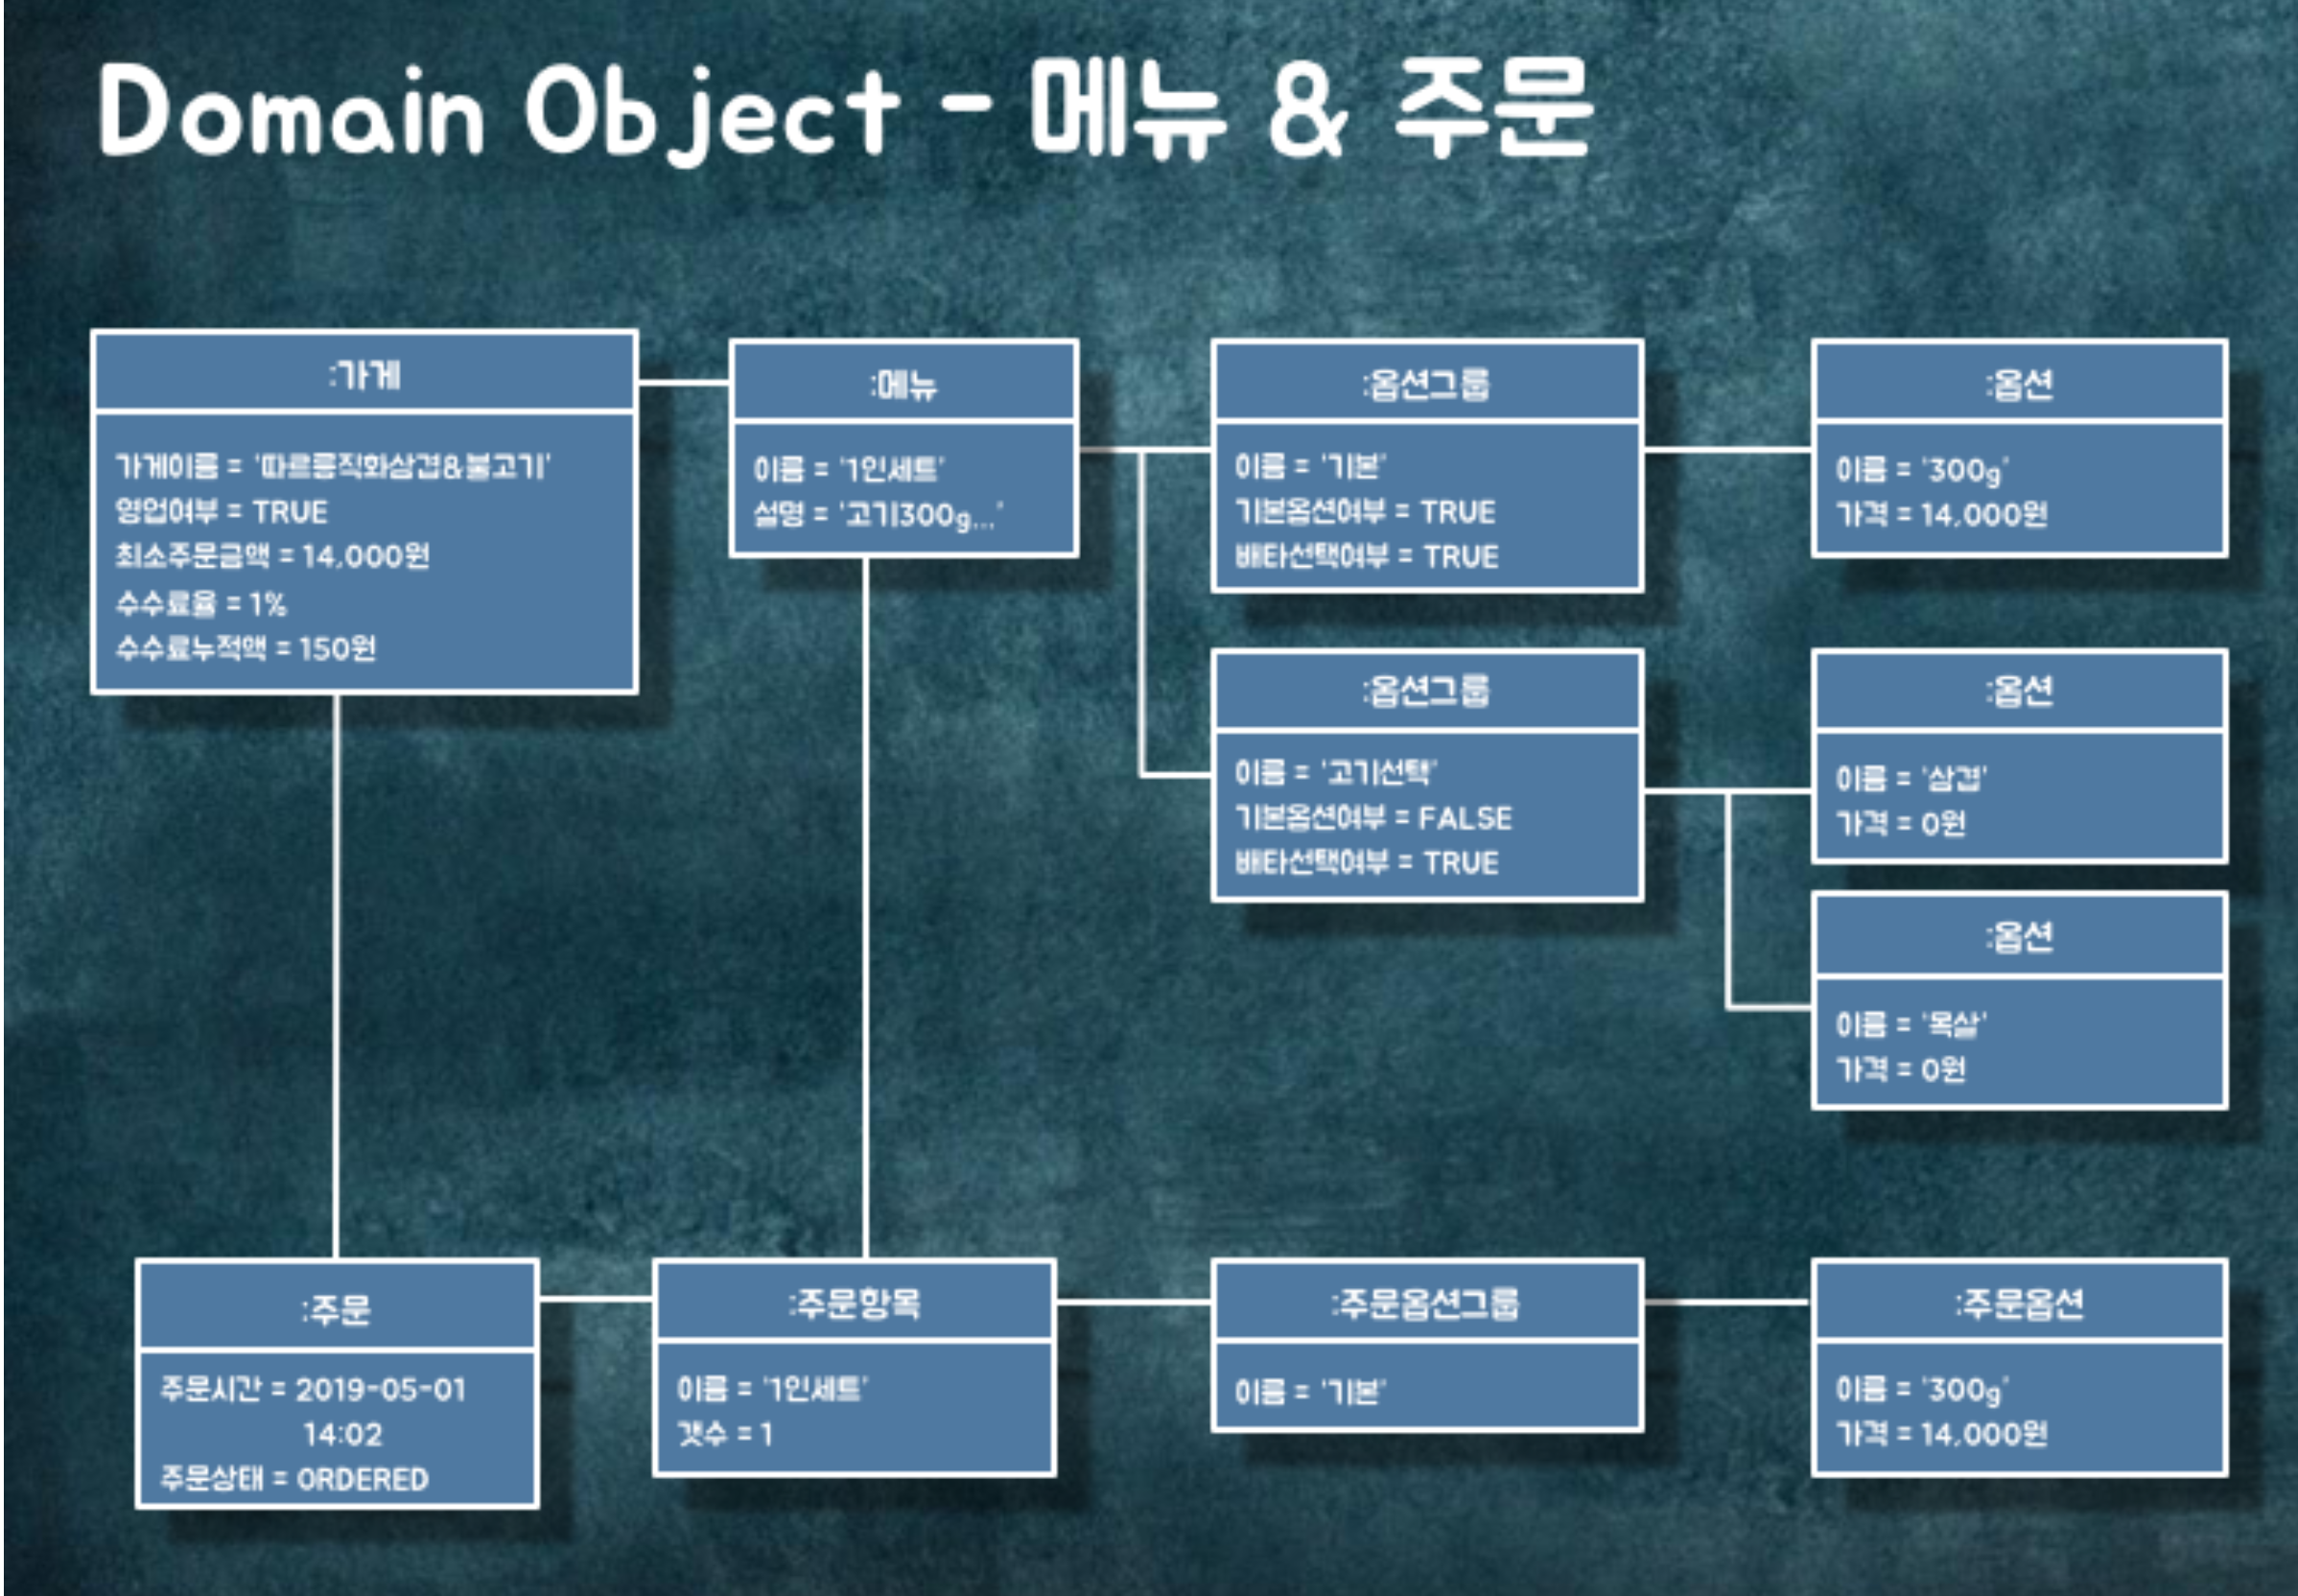 Domain Object - 메뉴 & 주문
:가게
가게이름 = '따르릉직화삼겹&불고기'
영업여부 = TRUE
최소주문금액 = 14,000원
수수료율 = 1%
수수료누적액 = 150원
:메뉴
이름 = '1인세트'
설명 = '고기300g...'
:옵션그룹
이름 = '기본'
기본옵션여부 = TRUE
배타선택여부 = TRUE
:옵션
이름 = '300g'
가격 = 14,000원
:옵션그룹
이름 = '고기선택'
기본옵션여부 = FALSE
배타선택여부 = TRUE
:옵션
이름 = '삼겹'
가격 = 0원
:옵션
이름 = '목살'
가격 = 0원
:주문
주문시간 = 2019-05-01
14:02
주문상태 = ORDERED
:주문항목
이름 = '1인세트'
갯수 = 1
:주문옵션그룹
이름 = '기본'
:주문옵션
이름 = '300g'
가격 = 14,000원